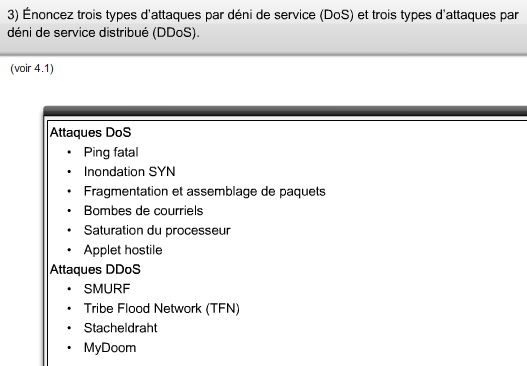 3) Énoncez trois types d'attaques par déni de service (DoS) et trois types d'attaques par
déni de service distribué (DDoS).
(voir 4.1)
Attaques DoS
• Ping fatal
• Inondation SYN
• Fragmentation et assemblage de paquets
• Bombes de courriels
• Saturation du processeur
• Applet hostile
Attaques DDoS
• SMURF
• Tribe Flood Network (TFN)
• Stacheldraht
• MyDoom